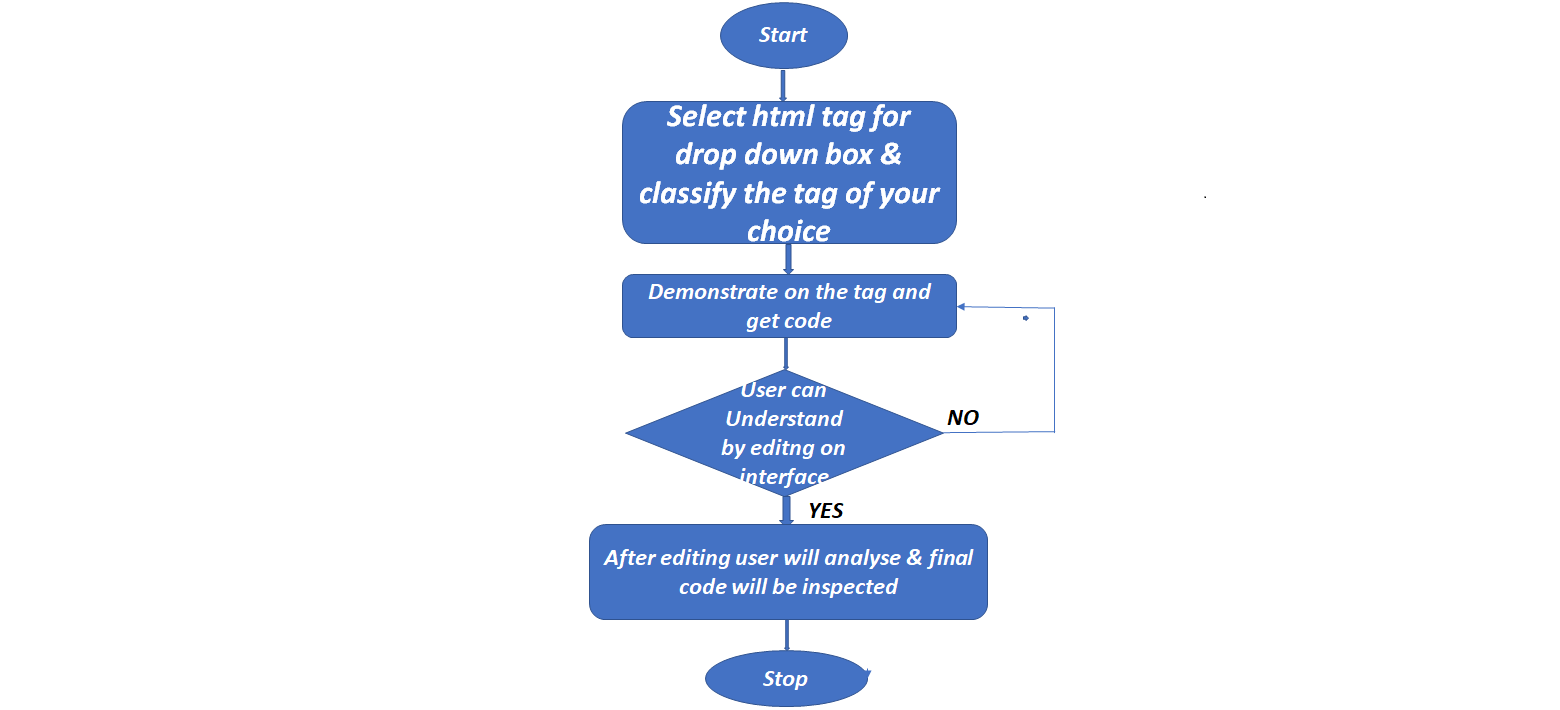 Start
Select html tag for
drop down box &
classify the tag of your
choice
Demonstrate on the tag and
get code
User can
Understand
by editng on
interface
NO
YES
After editing user will analyse & final
code will be inspected
Stop